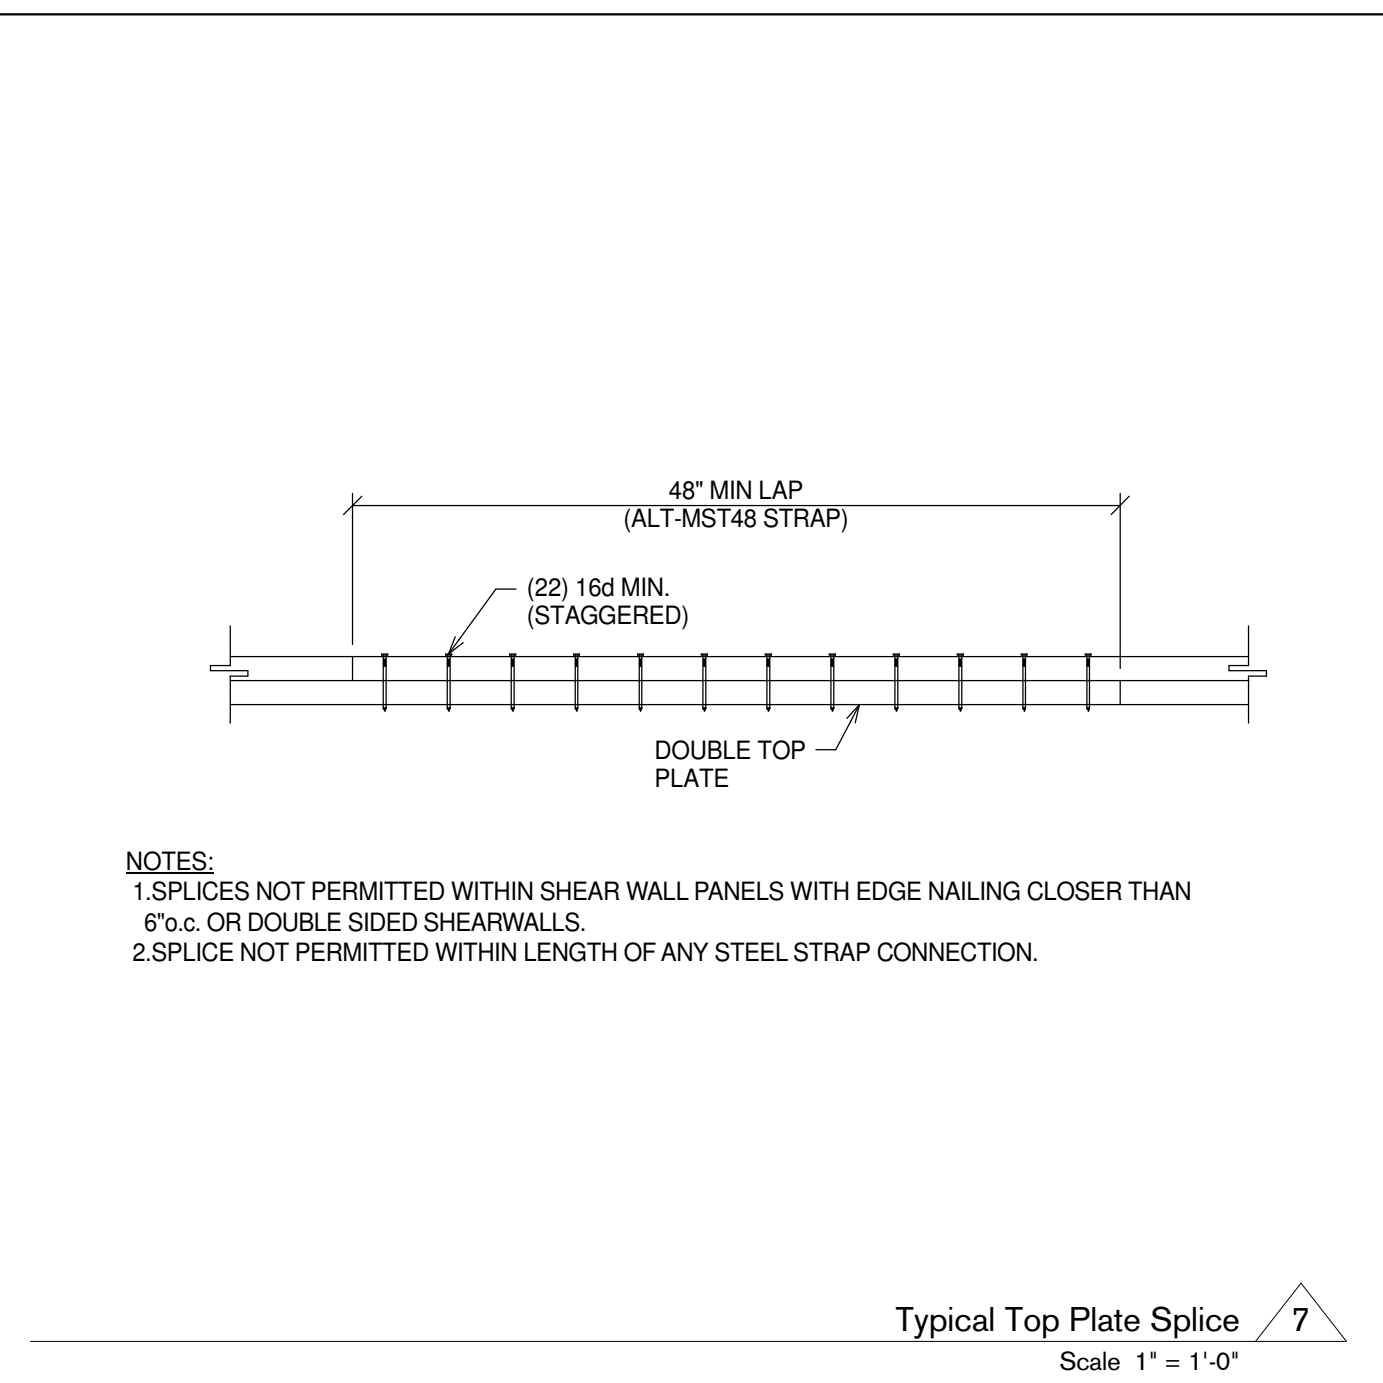 48" MIN LAP
(ALT-MST48 STRAP)
(22) 16d MIN.
(STAGGERED)
DOUBLE TOP
PLATE
NOTES:
1.SPLICES NOT PERMITTED WITHIN SHEAR WALL PANELS WITH EDGE NAILING CLOSER THAN
6"o.c. OR DOUBLE SIDED SHEARWALLS.
2.SPLICE NOT PERMITTED WITHIN LENGTH OF ANY STEEL STRAP CONNECTION.
Typical Top Plate Splice 7
Scale 1" = 1'-0"